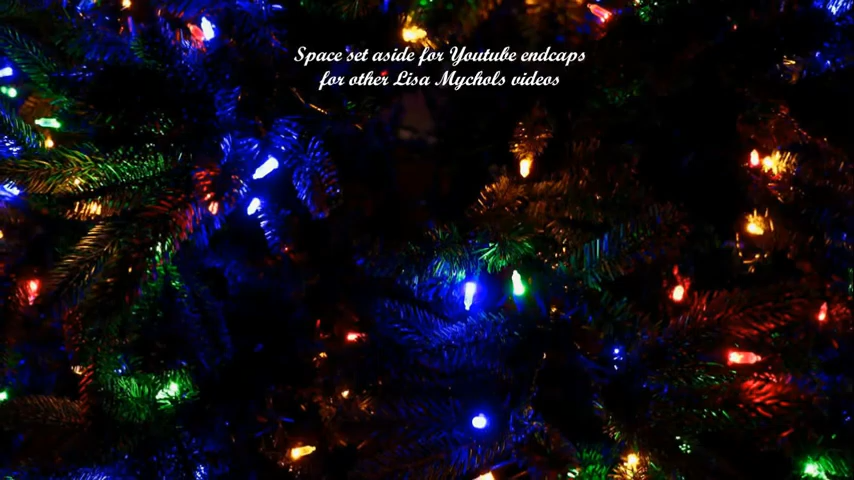 Space set aside for Youtube endcaps
for other Lisa Mychols videos